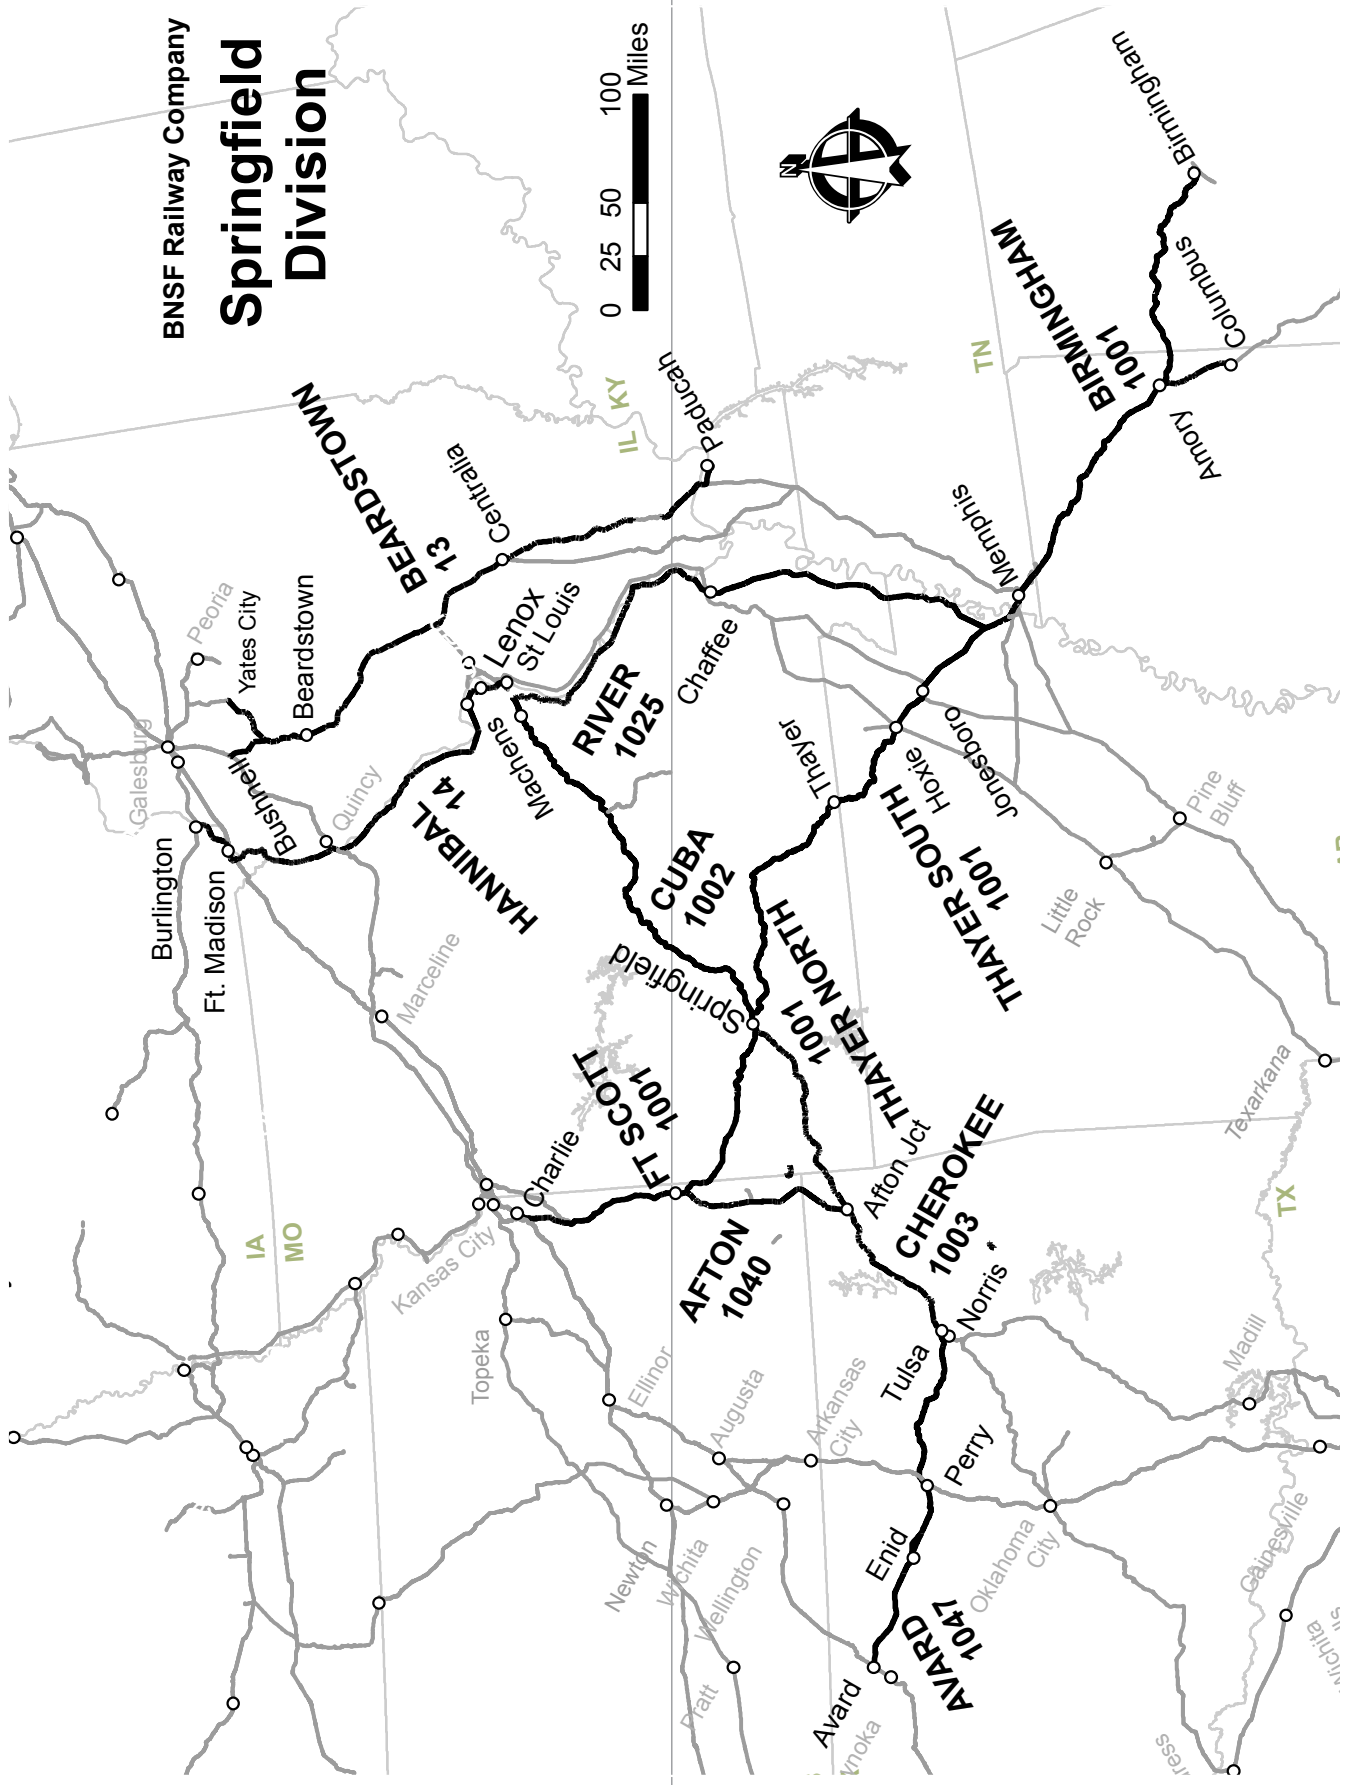 BNSF Railway Company
Springfield
Division
0 25 50 100
Miles
N
Birmingham
Columbus
BIRMINGHAM
1001
Amory
TN
Memphis
Paducah
IL KY
BEARDSTOWN
13
Centralia
Lenox
St Louis
Peoria
Yates City
Beardstown
Galesburg
Bushnell
Quincy
Burlington
Ft. Madison
HANNIBAL
14
Machens
RIVER
1025
Chaffee
Thayer
Hoxie
Jonesboro
THAYER SOUTH
1001
Pine
Bluff
Little
Rock
CUBA
1002
Springfield
THAYER NORTH
1001
Marceline
FT SCOTT
1001
Charlie
Kansas City
IA
MO
Afton Jct
CHEROKEE
1003
AFTON
1040
Norris
Tulsa
Texarkana
TX
Madill
Topeka
Ellinor
Augusta
Arkansas
City
Perry
Enid
Oklahoma
City
Gainesville
Newton
Wichita
Wellington
Pratt
AVARD
1047
Avard